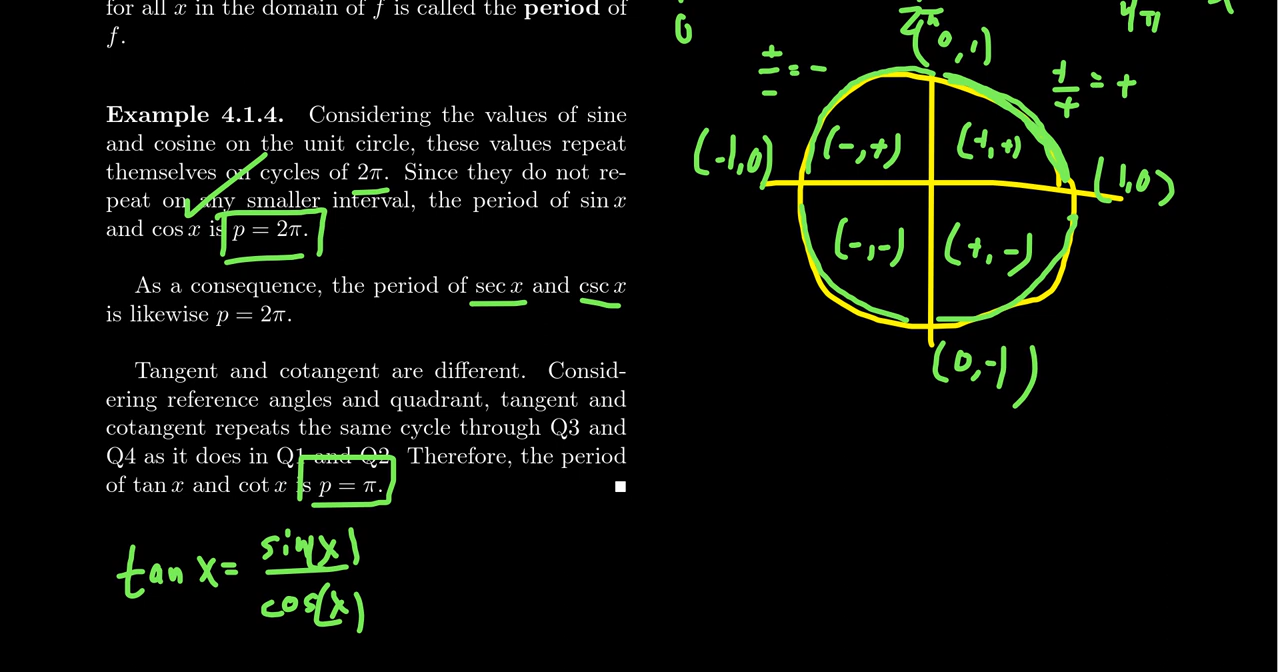 for all x in the domain of f is called the period of
f.
Example 4.1.4. Considering the values of sine
and cosine on the unit circle, these values repeat
themselves on cycles of 2π. Since they do not re-
peat on any smaller interval, the period of sin x
and cos x is p = 2π.
As a consequence, the period of sec x and csc x
is likewise p = 2π.
Tangent and cotangent are different. Consid-
ering reference angles and quadrant, tangent and
cotangent repeats the same cycle through Q3 and
Q4 as it does in Q1 and Q2. Therefore, the period
of tan x and cot x is p = π.
tan x = sin(x)
cos(x)
0
2π
4π
(0,1)
+/- = -
+/+ = +
(-1,0)
(-,+)
(+,+)
(1,0)
(-,-)
(+,-)
(0,-1)